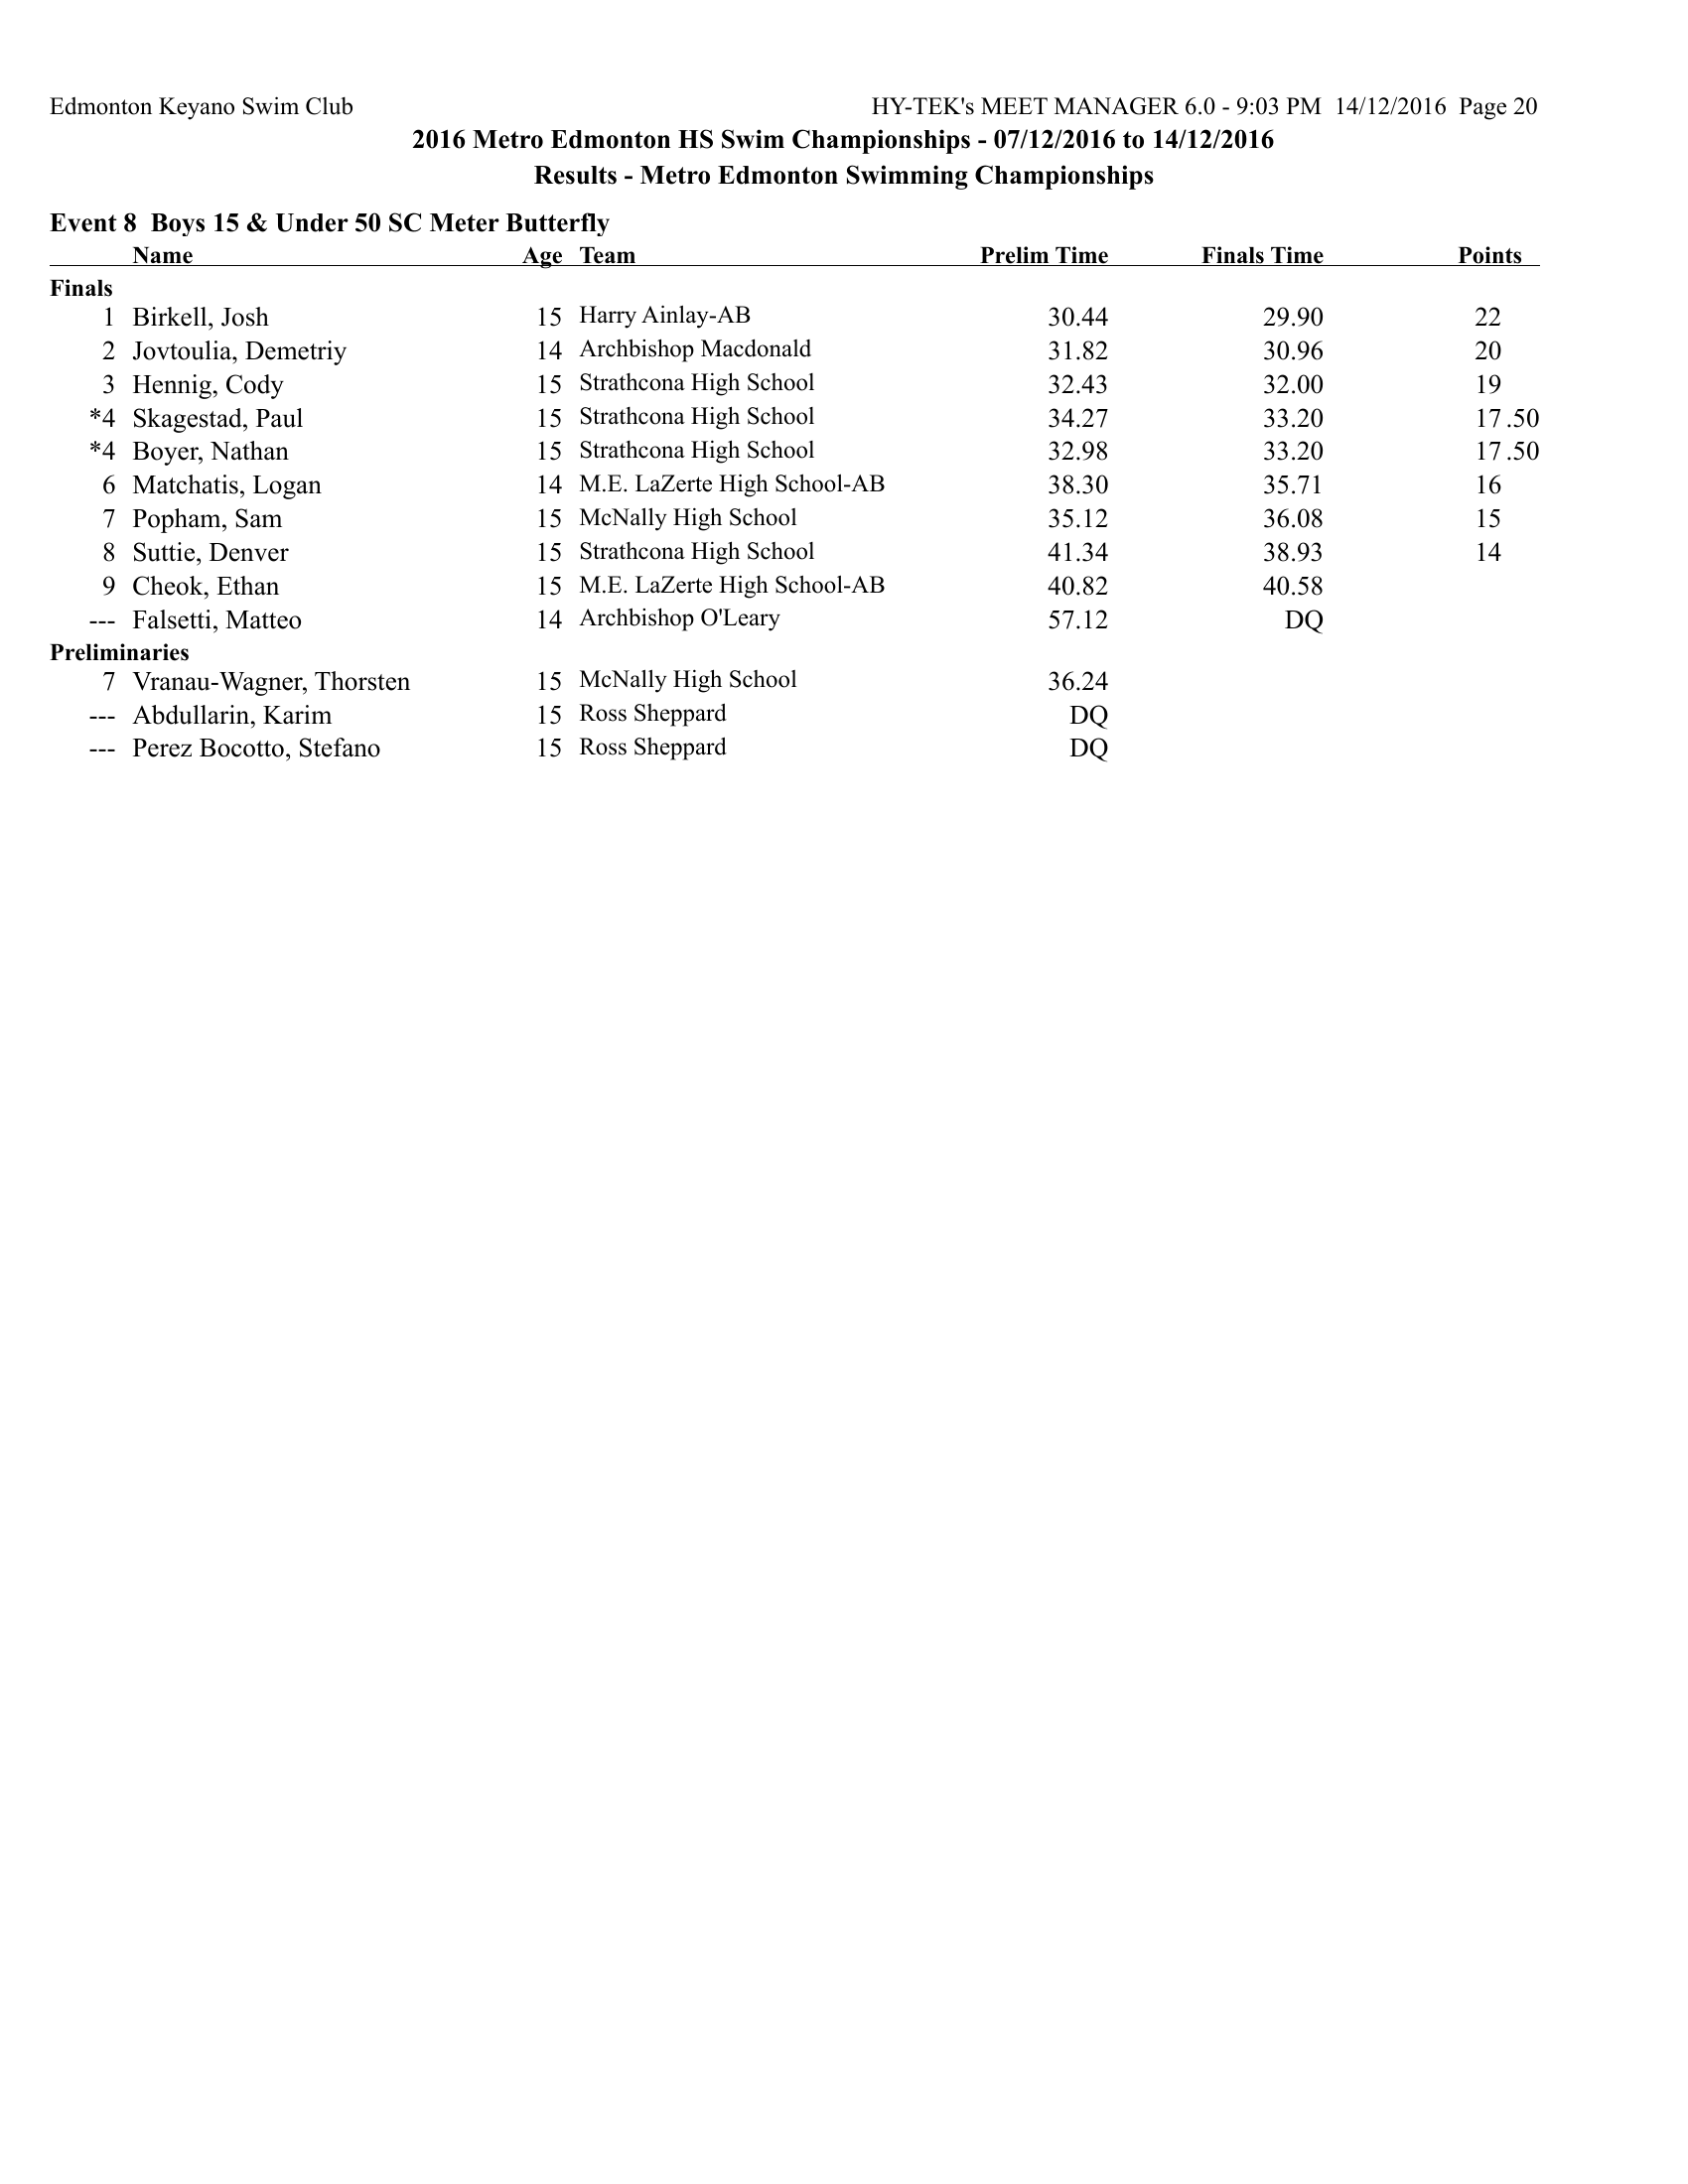 Edmonton Keyano Swim Club HY-TEK's MEET MANAGER 6.0 - 9:03 PM 14/12/2016 Page 20
2016 Metro Edmonton HS Swim Championships - 07/12/2016 to 14/12/2016
Results - Metro Edmonton Swimming Championships
Event 8 Boys 15 & Under 50 SC Meter Butterfly
Name Age Team Prelim Time Finals Time Points
Finals
1 Birkell, Josh 15 Harry Ainlay-AB 30.44 29.90 22
2 Jovtoulia, Demetriy 14 Archbishop Macdonald 31.82 30.96 20
3 Hennig, Cody 15 Strathcona High School 32.43 32.00 19
*4 Skagestad, Paul 15 Strathcona High School 34.27 33.20 17.50
*4 Boyer, Nathan 15 Strathcona High School 32.98 33.20 17.50
6 Matchatis, Logan 14 M.E. LaZerte High School-AB 38.30 35.71 16
7 Popham, Sam 15 McNally High School 35.12 36.08 15
8 Suttie, Denver 15 Strathcona High School 41.34 38.93 14
9 Cheok, Ethan 15 M.E. LaZerte High School-AB 40.82 40.58
--- Falsetti, Matteo 14 Archbishop O'Leary 57.12 DQ
Preliminaries
7 Vranau-Wagner, Thorsten 15 McNally High School 36.24
--- Abdullarin, Karim 15 Ross Sheppard DQ
--- Perez Bocotto, Stefano 15 Ross Sheppard DQ